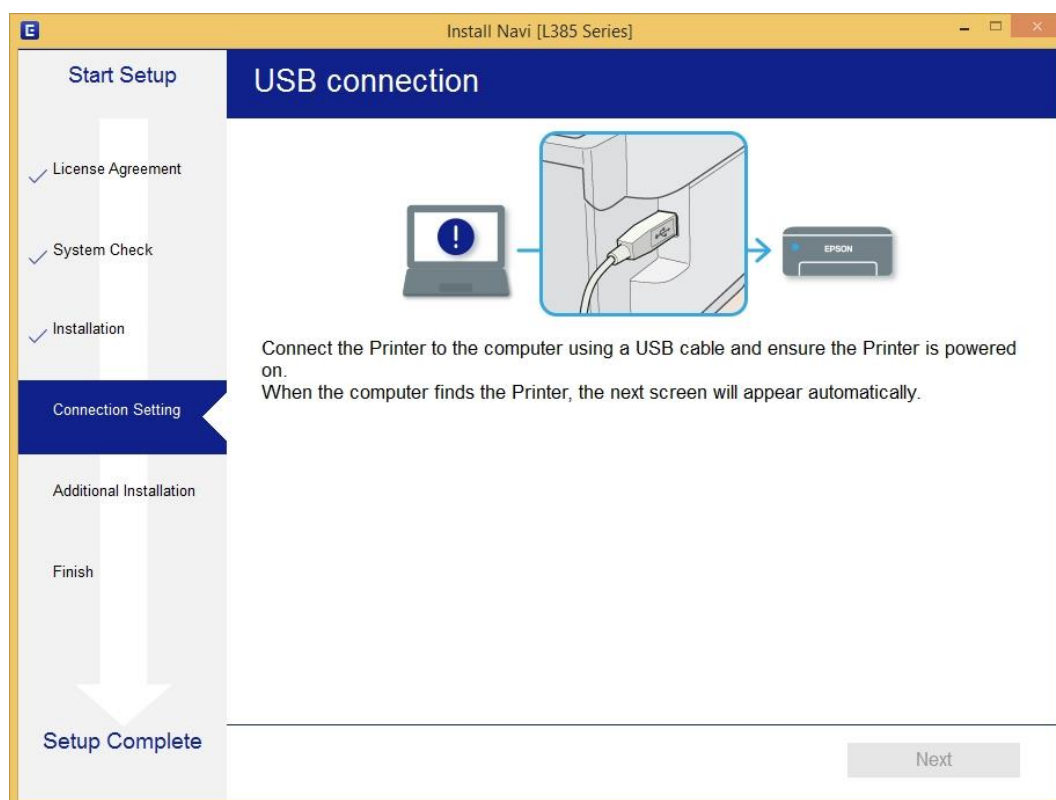 Install Navi [L385 Series]
Start Setup
License Agreement
System Check
Installation
Connection Setting
Additional Installation
Finish
Setup Complete
USB connection
EPSON
Connect the Printer to the computer using a USB cable and ensure the Printer is powered
on.
When the computer finds the Printer, the next screen will appear automatically.
Next